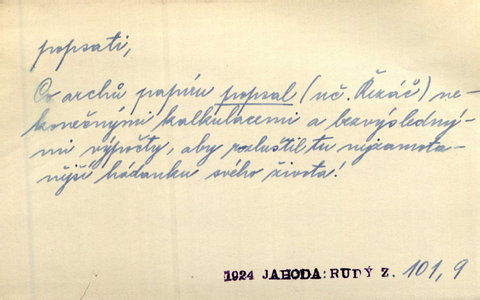 popsati,
Co archů papíru popsal (uč. Řezáč) ne-
konečnými kalkulacemi a bezvýsledný-
mi výpočty, aby rozluštil tu nejzamota-
nější hádanku svého života!
1924 JAHODA: RUDÝ Z. 101, 9